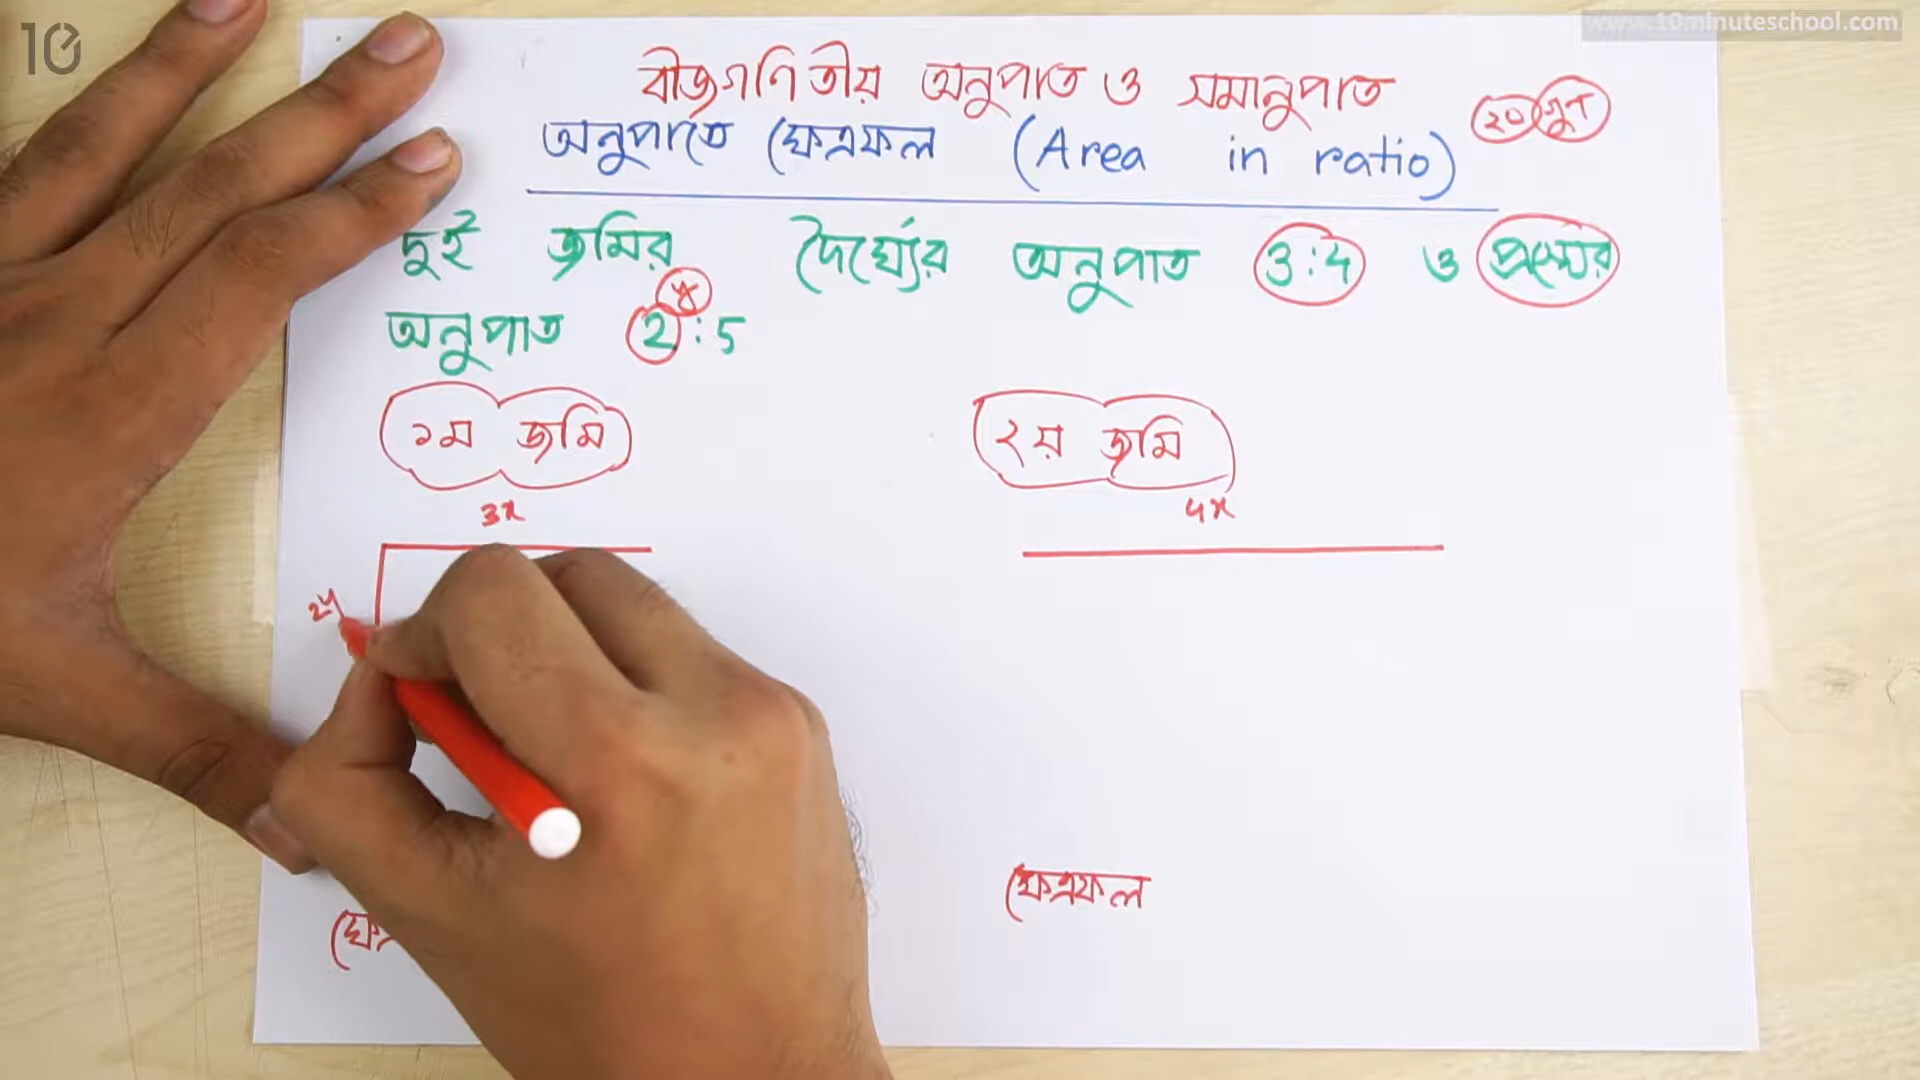 10
www.10minuteschool.com
বীজগণিতীয় অনুপাত ও সমানুপাত
২০ গুণ
অনুপাতে ক্ষেত্রফল (Area in ratio)
দুই জমির দৈর্ঘ্যের অনুপাত 3:4 ও প্রস্থের
অনুপাত 2:5
১ম জমি
২য় জমি
3x
4x
2y
ক্ষেত্রফল